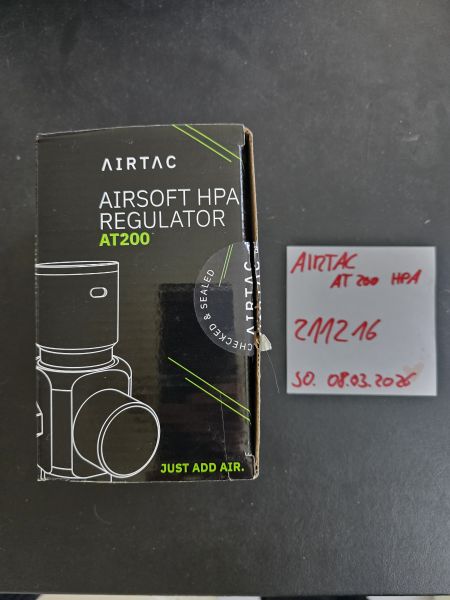 AIRTAC
AIRSOFT HPA
REGULATOR
AT200
CHECKED & SEALED
AIRTAC
JUST ADD AIR.
AIRTAC
AT 200 HPA
211216
SO. 08.03.2026